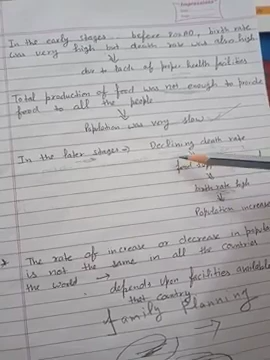 In the early stages - before 200AD, birth rate
was very high but death rate was also high.
↓
due to lack of proper health facilities
Total production of food was not enough to provide
food to all the people
↓
Population was very slow
In the later stages → Declining death rate
food
↓
birth rate high
↓
Population increase
The rate of increase or decrease in popul
is not the same in all the countries
the world. → depends upon facilities available
that country
Family Planning
→